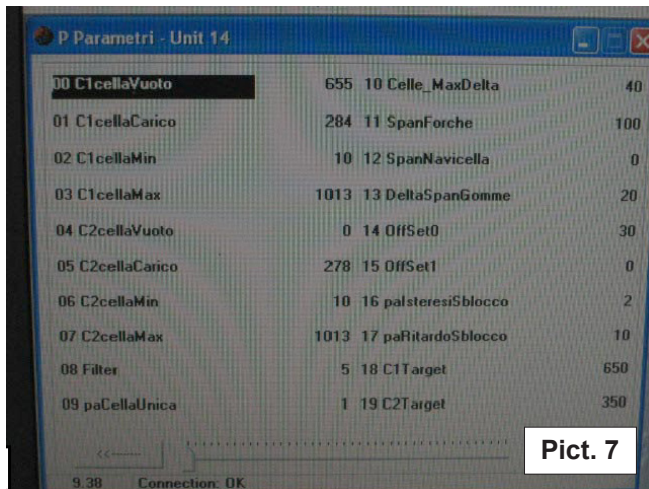 P Parametri - Unit 14
00 C1cellaVuoto 655 10 Celle_MaxDelta 40
01 C1cellaCarico 284 11 SpanForche 100
02 C1cellaMin 10 12 SpanNavicella 0
03 C1cellaMax 1013 13 DeltaSpanGomme 20
04 C2cellaVuoto 0 14 OffSet0 30
05 C2cellaCarico 278 15 OffSet1 0
06 C2cellaMin 10 16 paIsteresiSblocco 2
07 C2cellaMax 1013 17 paRitardoSblocco 10
08 Filter 5 18 C1Target 650
09 paCellaUnica 1 19 C2Target 350
<<----
Pict. 7
9.38 Connection: OK